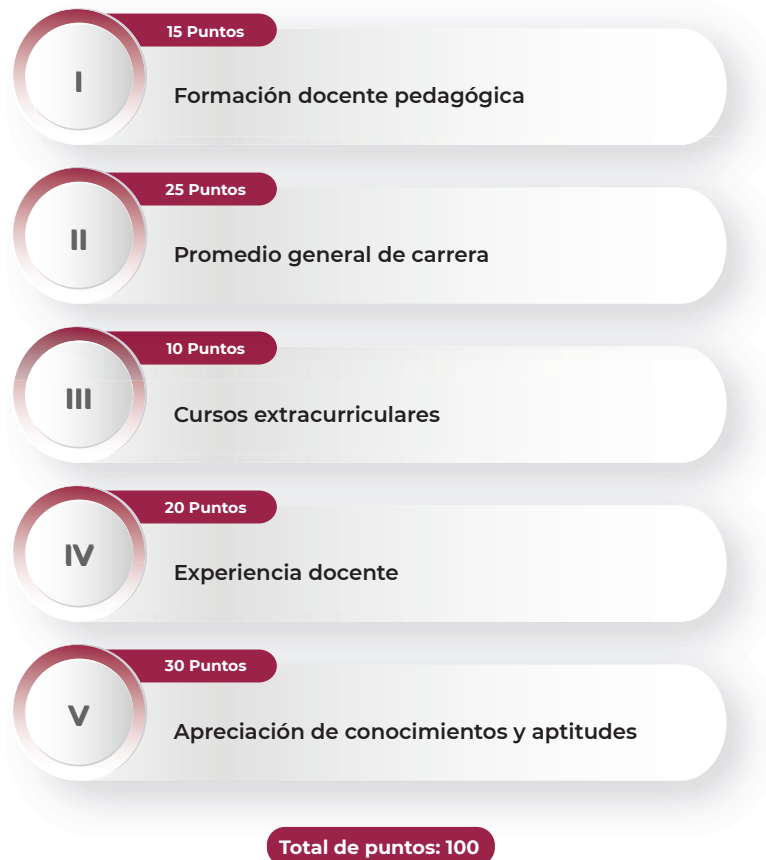 15 Puntos
I
Formación docente pedagógica
25 Puntos
II
Promedio general de carrera
10 Puntos
III
Cursos extracurriculares
20 Puntos
IV
Experiencia docente
30 Puntos
V
Apreciación de conocimientos y aptitudes
Total de puntos: 100